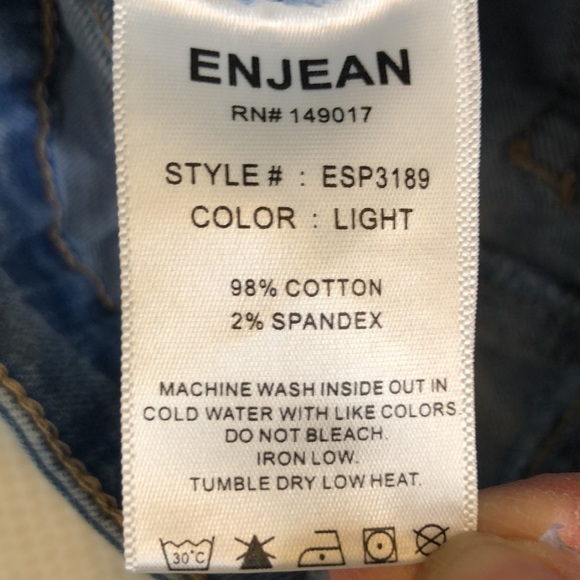 ENJEAN
RN# 149017
STYLE # : ESP3189
COLOR : LIGHT
98% COTTON
2% SPANDEX
MACHINE WASH INSIDE OUT IN
COLD WATER WITH LIKE COLORS.
DO NOT BLEACH.
IRON LOW.
TUMBLE DRY LOW HEAT.
30°C